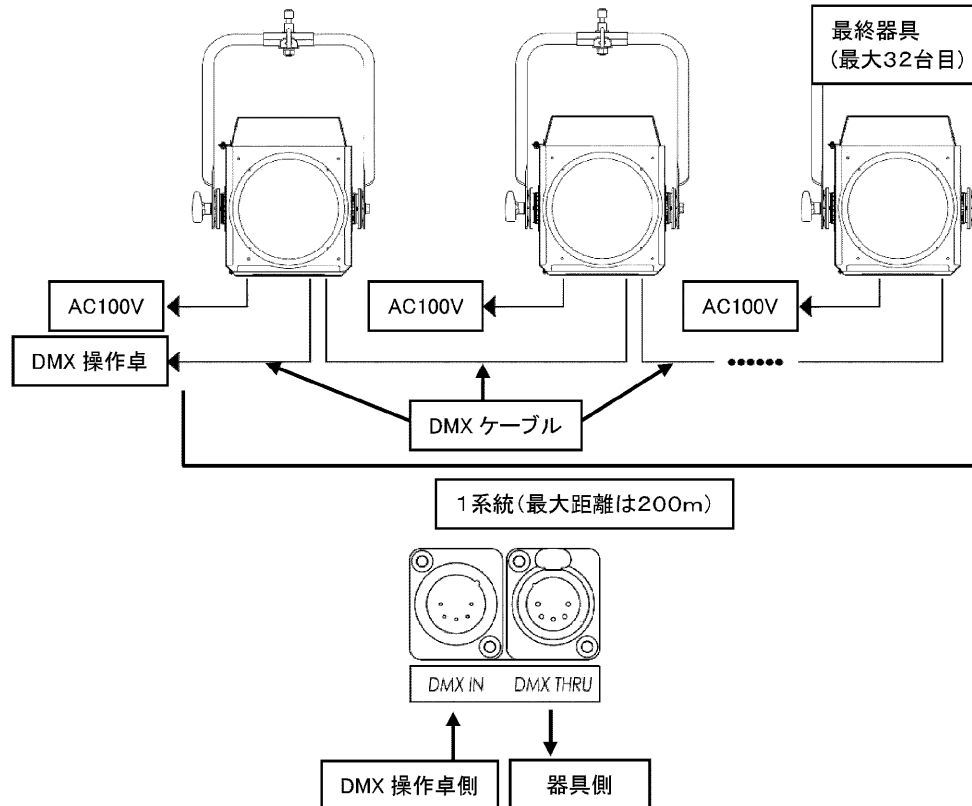 最終器具
(最大32台目)
AC100V
AC100V
AC100V
DMX 操作卓
DMX ケーブル
1系統(最大距離は200m)
DMX IN
DMX THRU
DMX 操作卓側
器具側